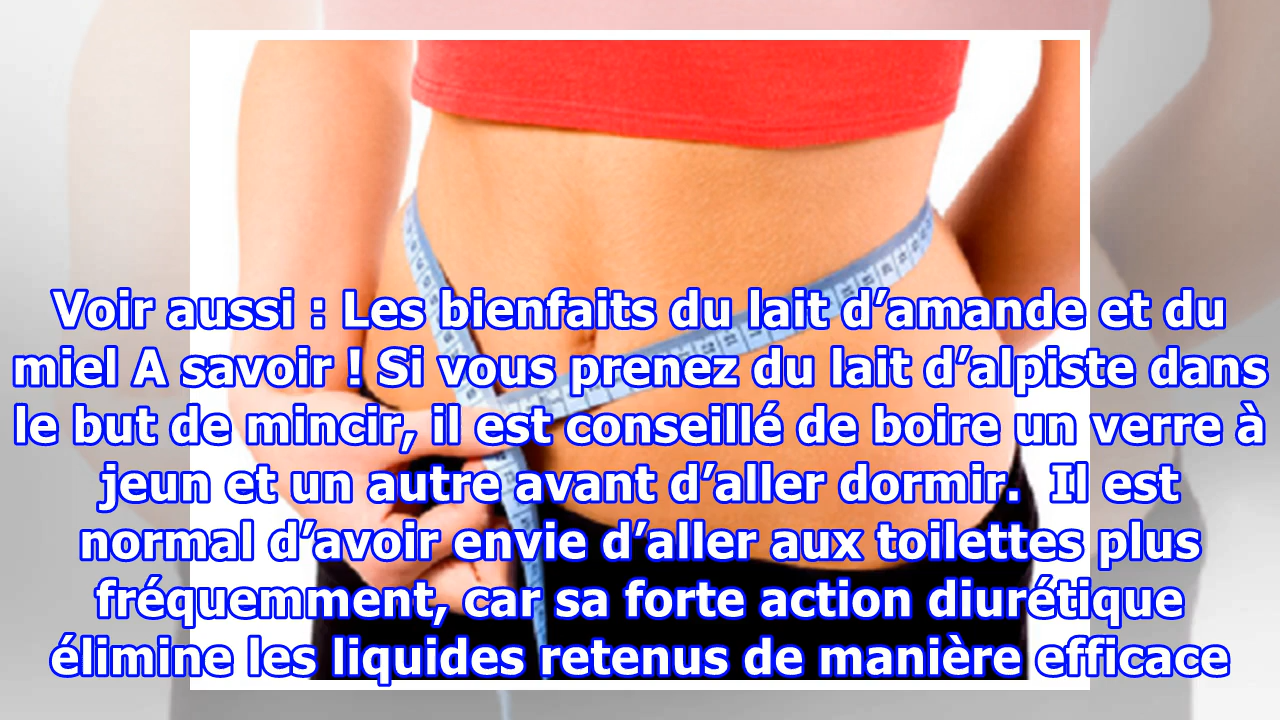 Voir aussi : Les bienfaits du lait d’amande et du
miel A savoir ! Si vous prenez du lait d’alpiste dans
le but de mincir, il est conseillé de boire un verre à
jeun et un autre avant d’aller dormir.  Il est
normal d’avoir envie d’aller aux toilettes plus
fréquemment, car sa forte action diurétique
élimine les liquides retenus de manière efficace